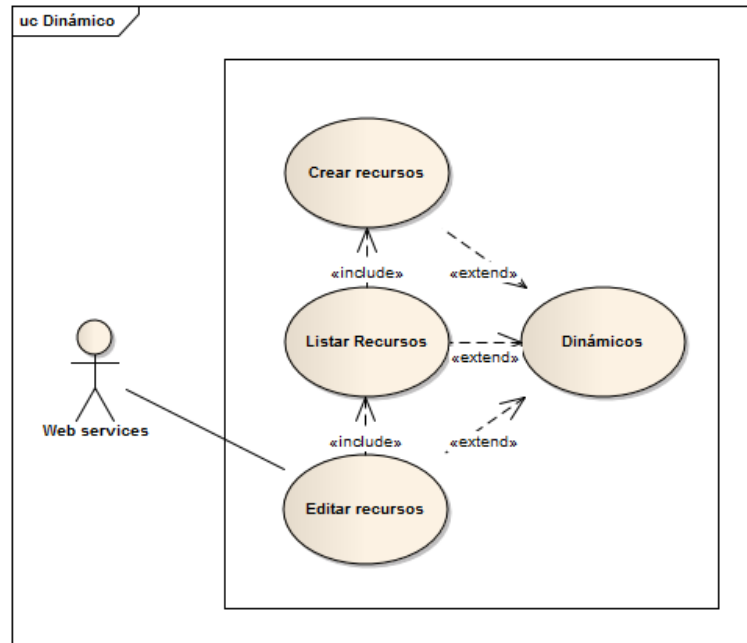 uc Dinámico
Crear recursos
«include»
«extend»
Listar Recursos
«extend»
Dinámicos
Web services
«include»
«extend»
Editar recursos